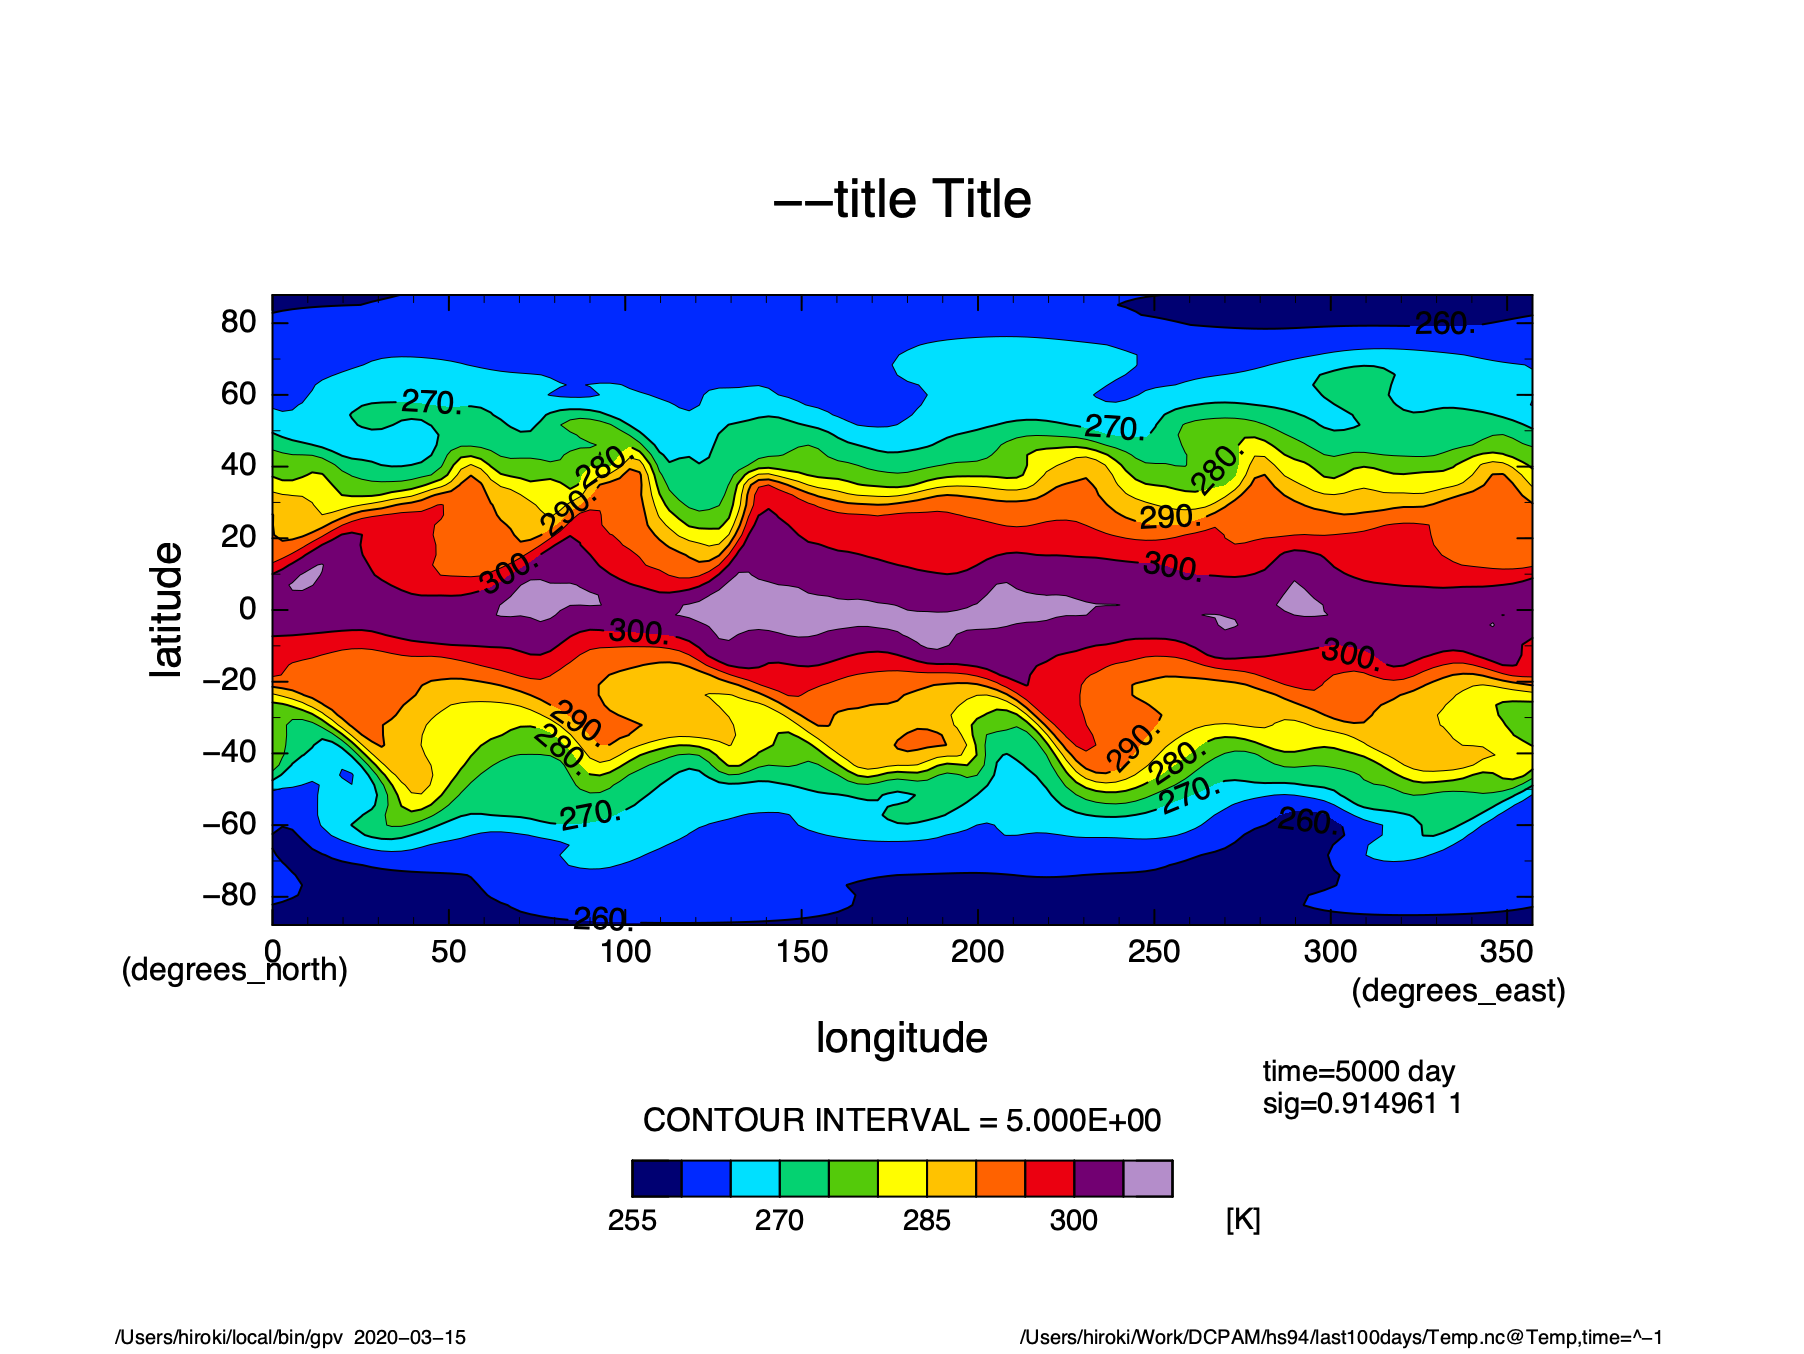 ––title Title
80
60
40
20
0
–20
–40
–60
–80
latitude
260.
270.
270.
280.
280.
290.
290.
300.
300.
300.
300.
290.
280.
290.
280.
270.
270.
260.
260.
0 50 100 150 200 250 300 350
(degrees_north)
(degrees_east)
longitude
time=5000 day
sig=0.914961 1
CONTOUR INTERVAL = 5.000E+00
255 270 285 300 [K]
/Users/hiroki/local/bin/gpv 2020–03–15
/Users/hiroki/Work/DCPAM/hs94/last100days/Temp.nc@Temp,time=^–1